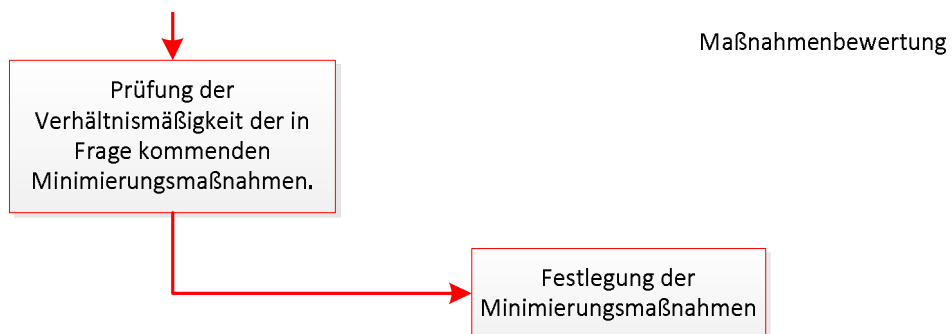 Maßnahmenbewertung
Prüfung der
Verhältnismäßigkeit der in
Frage kommenden
Minimierungsmaßnahmen.
Festlegung der
Minimierungsmaßnahmen